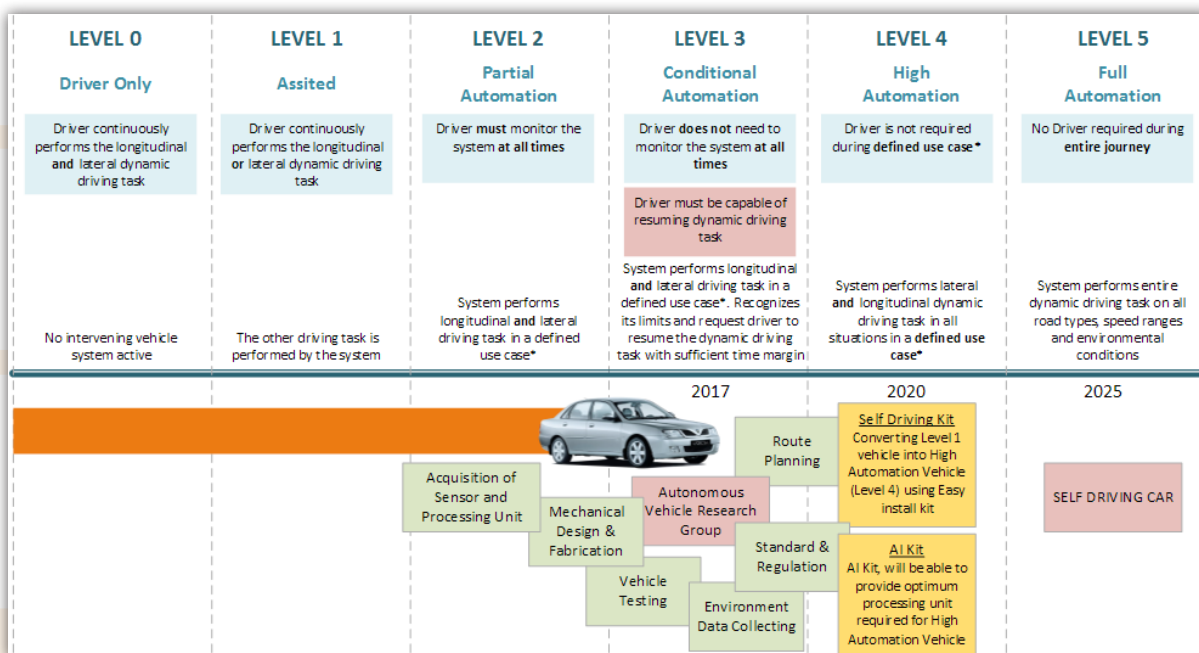 LEVEL 0
Driver Only
Driver continuously
performs the longitudinal
and lateral dynamic
driving task
No intervening vehicle
system active
LEVEL 1
Assited
Driver continuously
performs the longitudinal
or lateral dynamic driving
task
The other driving task is
performed by the system
LEVEL 2
Partial
Automation
Driver must monitor the
system at all times
System performs
longitudinal and lateral
driving task in a defined
use case*
LEVEL 3
Conditional
Automation
Driver does not need to
monitor the system at all
times
Driver must be capable of
resuming dynamic driving
task
System performs longitudinal
and lateral driving task in a
defined use case*. Recognizes
its limits and request driver to
resume the dynamic driving
task with sufficient time margin
LEVEL 4
High
Automation
Driver is not required
during defined use case*
System performs lateral
and longitudinal dynamic
driving task in all
situations in a defined use
case*
LEVEL 5
Full
Automation
No Driver required during
entire journey
System performs entire
dynamic driving task on all
road types, speed ranges
and environmental
conditions
2017
2020
2025
Acquisition of
Sensor and
Processing Unit
Mechanical
Design &
Fabrication
Vehicle
Testing
Autonomous
Vehicle Research
Group
Environment
Data Collecting
Route
Planning
Standard &
Regulation
Self Driving Kit
Converting Level 1
vehicle into High
Automation Vehicle
(Level 4) using Easy
install kit
AI Kit
AI Kit, will be able to
provide optimum
processing unit
required for High
Automation Vehicle
SELF DRIVING CAR